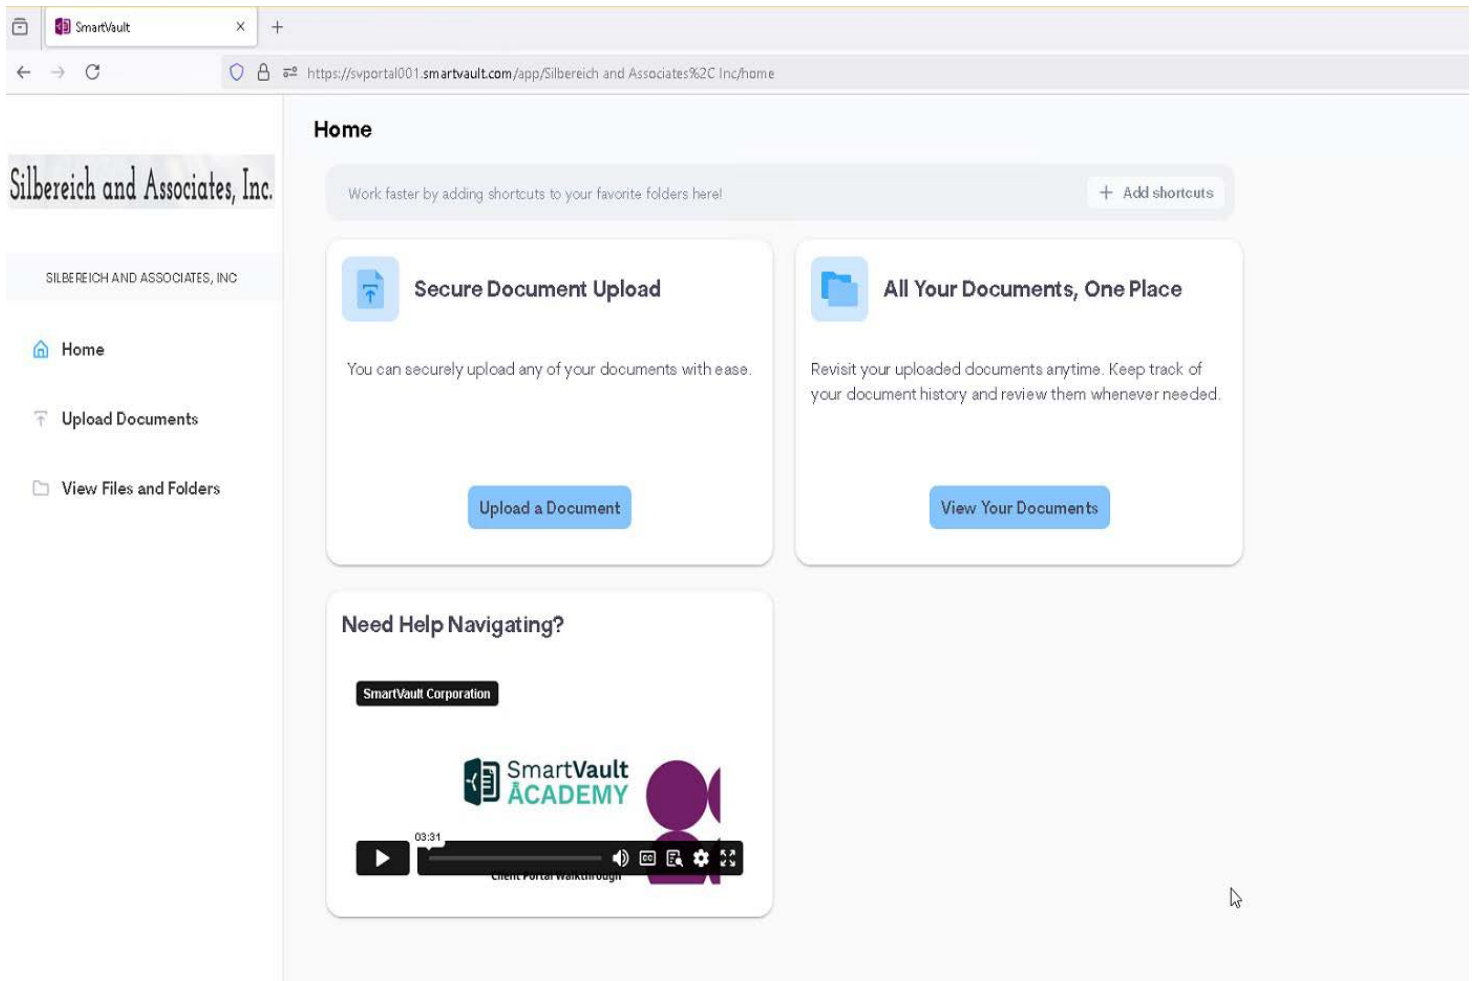 SmartVault
https://svportal001.smartvault.com/app/Silbereich and Associates%2C Inc/home
Silbereich and Associates, Inc.
SILBEREICH AND ASSOCIATES, INC
Home
Upload Documents
View Files and Folders
Home
Work faster by adding shortcuts to your favorite folders here!
+ Add shortcuts
Secure Document Upload
You can securely upload any of your documents with ease.
Upload a Document
All Your Documents, One Place
Revisit your uploaded documents anytime. Keep track of
your document history and review them whenever needed.
View Your Documents
Need Help Navigating?
SmartVault Corporation
SmartVault
ACADEMY
03:31
CC
Client Portal Walkthrough